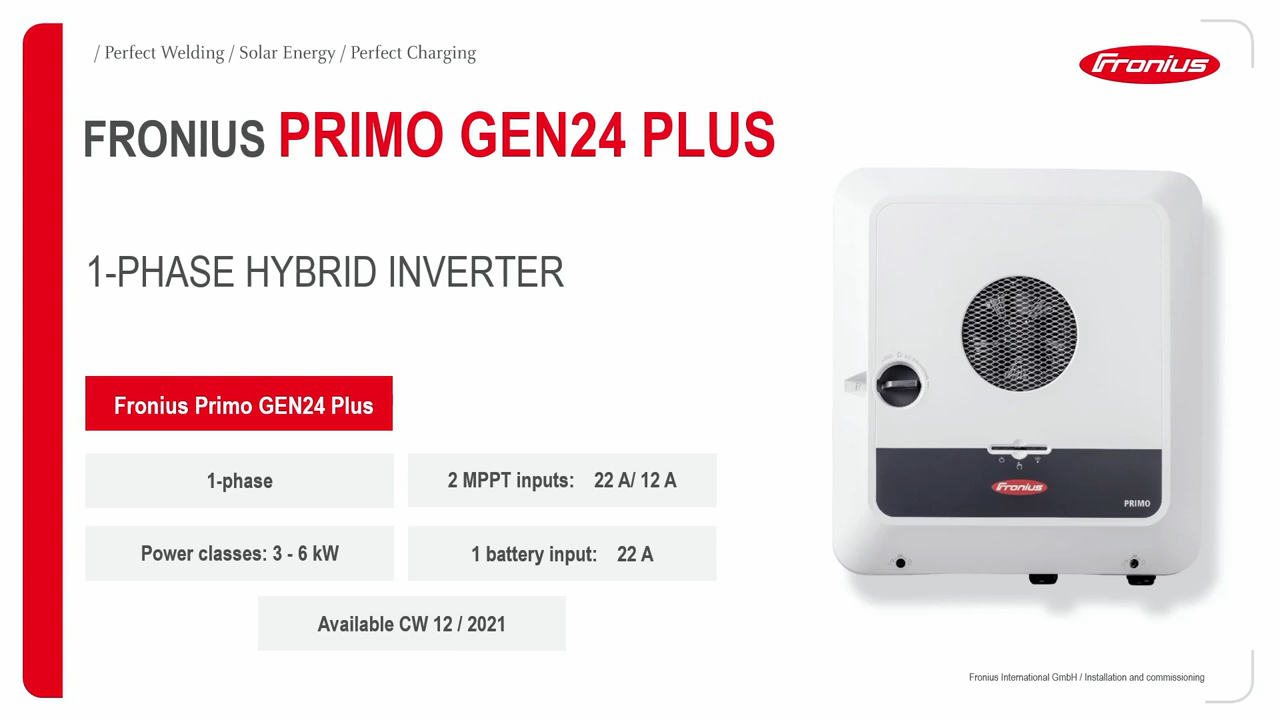 / Perfect Welding / Solar Energy / Perfect Charging
Fronius
FRONIUS PRIMO GEN24 PLUS
1-PHASE HYBRID INVERTER
Fronius Primo GEN24 Plus
1-phase
2 MPPT inputs: 22 A/ 12 A
Power classes: 3 - 6 kW
1 battery input: 22 A
Available CW 12 / 2021
Fronius
PRIMO
Fronius International GmbH / Installation and commissioning